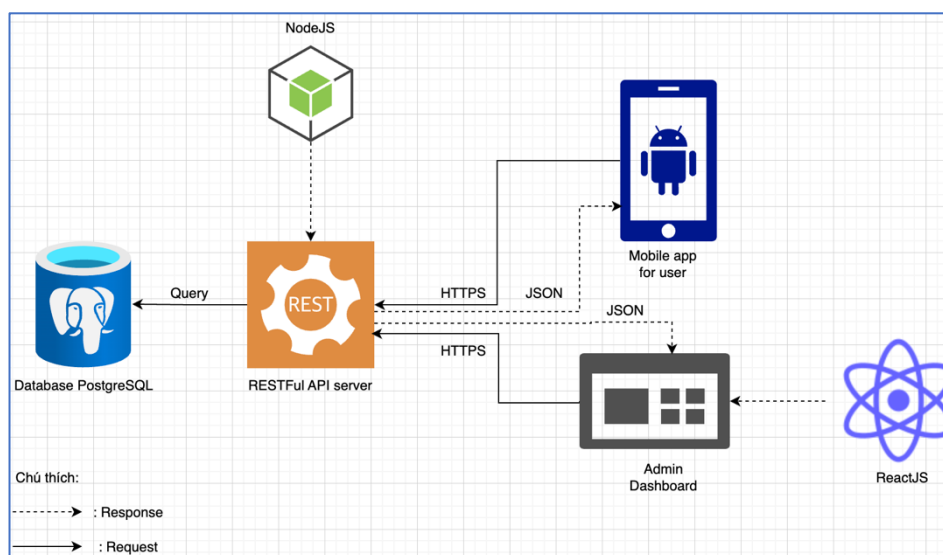 NodeJS
Mobile app
for user
HTTPS
JSON
JSON
Query
REST
HTTPS
Database PostgreSQL
RESTFul API server
Admin
Dashboard
ReactJS
Chú thích:
: Response
: Request